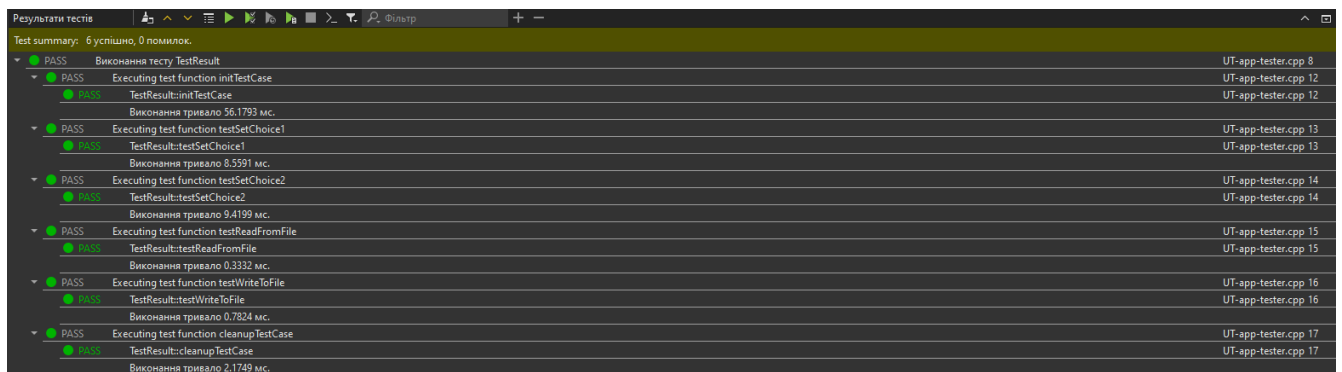 Результати тестів Фільтр
Test summary: 6 успішно, 0 помилок.
PASS Виконання тесту TestResult UT-app-tester.cpp 8
PASS Executing test function initTestCase UT-app-tester.cpp 12
PASS TestResult::initTestCase UT-app-tester.cpp 12
Виконання тривало 56.1793 мс.
PASS Executing test function testSetChoice1 UT-app-tester.cpp 13
PASS TestResult::testSetChoice1 UT-app-tester.cpp 13
Виконання тривало 8.5591 мс.
PASS Executing test function testSetChoice2 UT-app-tester.cpp 14
PASS TestResult::testSetChoice2 UT-app-tester.cpp 14
Виконання тривало 9.4199 мс.
PASS Executing test function testReadFromFile UT-app-tester.cpp 15
PASS TestResult::testReadFromFile UT-app-tester.cpp 15
Виконання тривало 0.3332 мс.
PASS Executing test function testWriteToFile UT-app-tester.cpp 16
PASS TestResult::testWriteToFile UT-app-tester.cpp 16
Виконання тривало 0.7824 мс.
PASS Executing test function cleanupTestCase UT-app-tester.cpp 17
PASS TestResult::cleanupTestCase UT-app-tester.cpp 17
Виконання тривало 2.1749 мс.